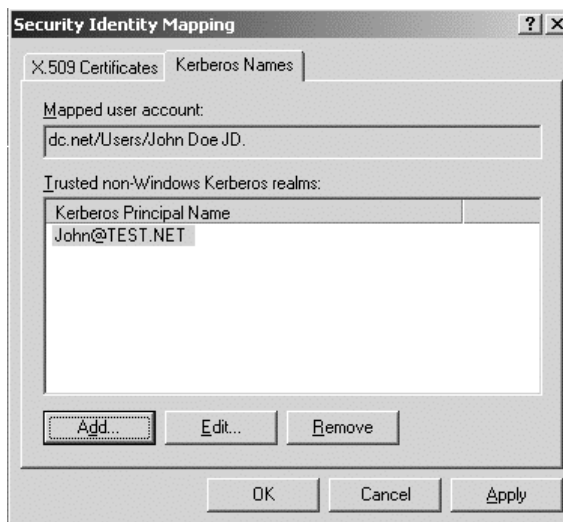 Security Identity Mapping
X.509 Certificates Kerberos Names
Mapped user account:
dc.net/Users/John Doe JD.
Trusted non-Windows Kerberos realms:
Kerberos Principal Name
John@TEST.NET
Add... Edit... Remove
OK Cancel Apply